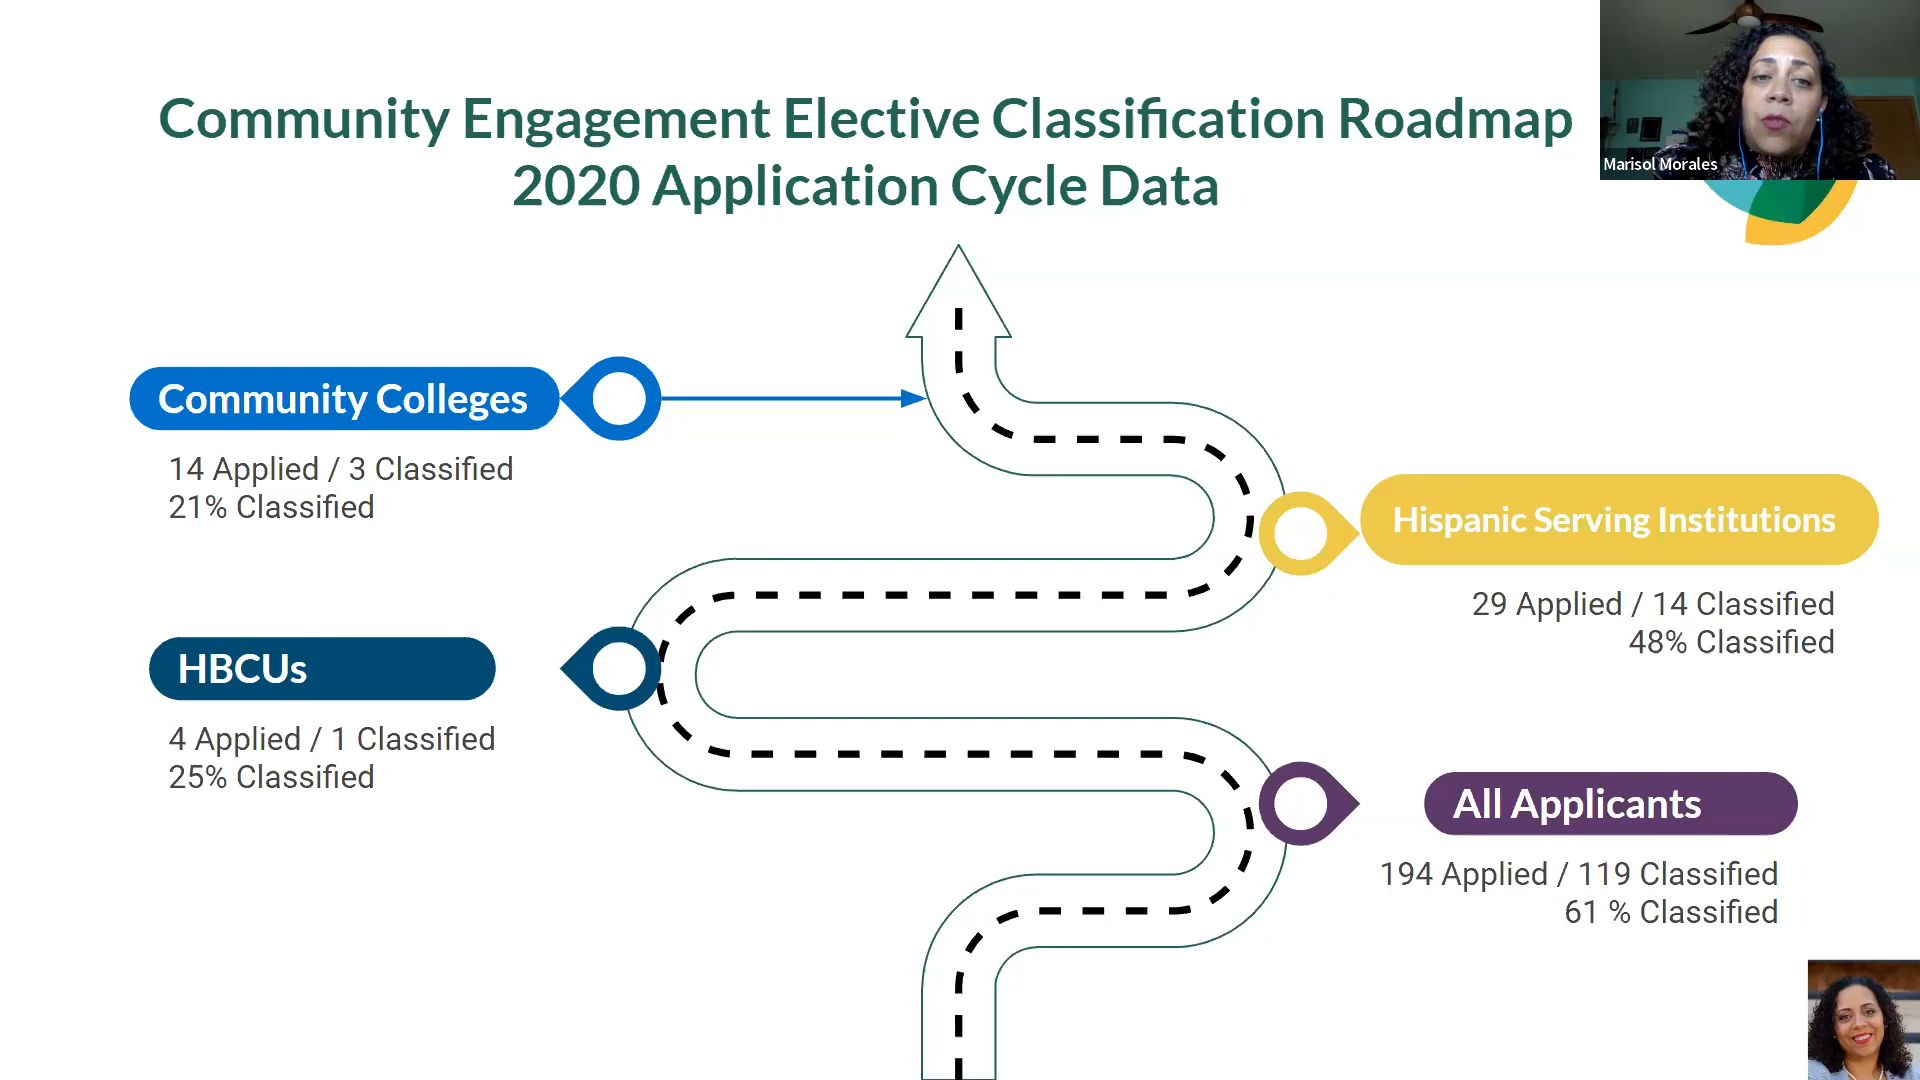 Community Engagement Elective Classification Roadmap
2020 Application Cycle Data
Marisol Morales
Community Colleges
14 Applied / 3 Classified
21% Classified
Hispanic Serving Institutions
29 Applied / 14 Classified
48% Classified
HBCUs
4 Applied / 1 Classified
25% Classified
All Applicants
194 Applied / 119 Classified
61 % Classified